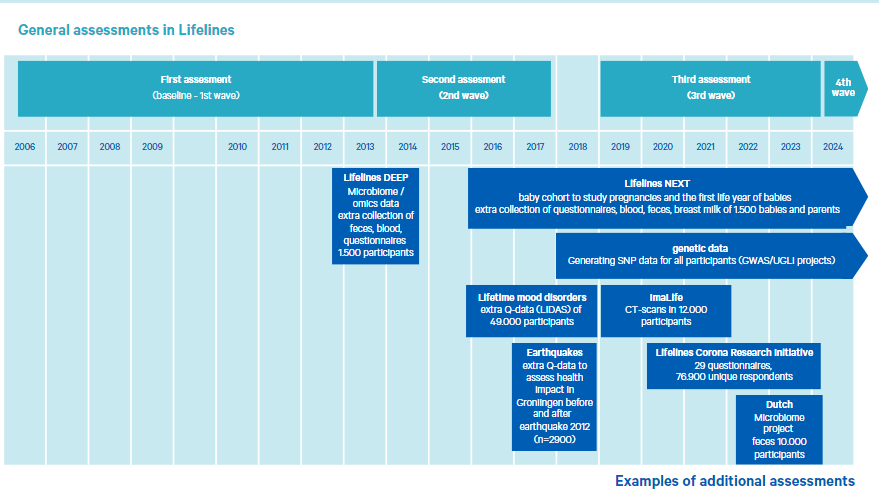 General assessments in Lifelines
First assesment
(baseline - 1st wave)
Second assesment
(2nd wave)
Third assessment
(3rd wave)
4th
wave
2006 2007 2008 2009 2010 2011 2012 2013 2014 2015 2016 2017 2018 2019 2020 2021 2022 2023 2024
Lifelines DEEP
Microbiome /
omics data
extra collection of
feces, blood,
questionnaires
1.500 participants
Lifelines NEXT
baby cohort to study pregnancies and the first life year of babies
extra collection of questionnaires, blood, feces, breast milk of 1.500 babies and parents
genetic data
Generating SNP data for all participants (GWAS/UGLI projects)
Lifetime mood disorders
extra Q-data (LIDAS) of
49.000 participants
ImaLife
CT-scans in 12.000
participants
Earthquakes
extra Q-data to
assess health
impact in
Groningen before
and after
earthquake 2012
(n=2900)
Lifelines Corona Research Initiative
29 questionnaires,
76.900 unique respondents
Dutch
Microbiome
project
feces 10.000
participants
Examples of additional assessments